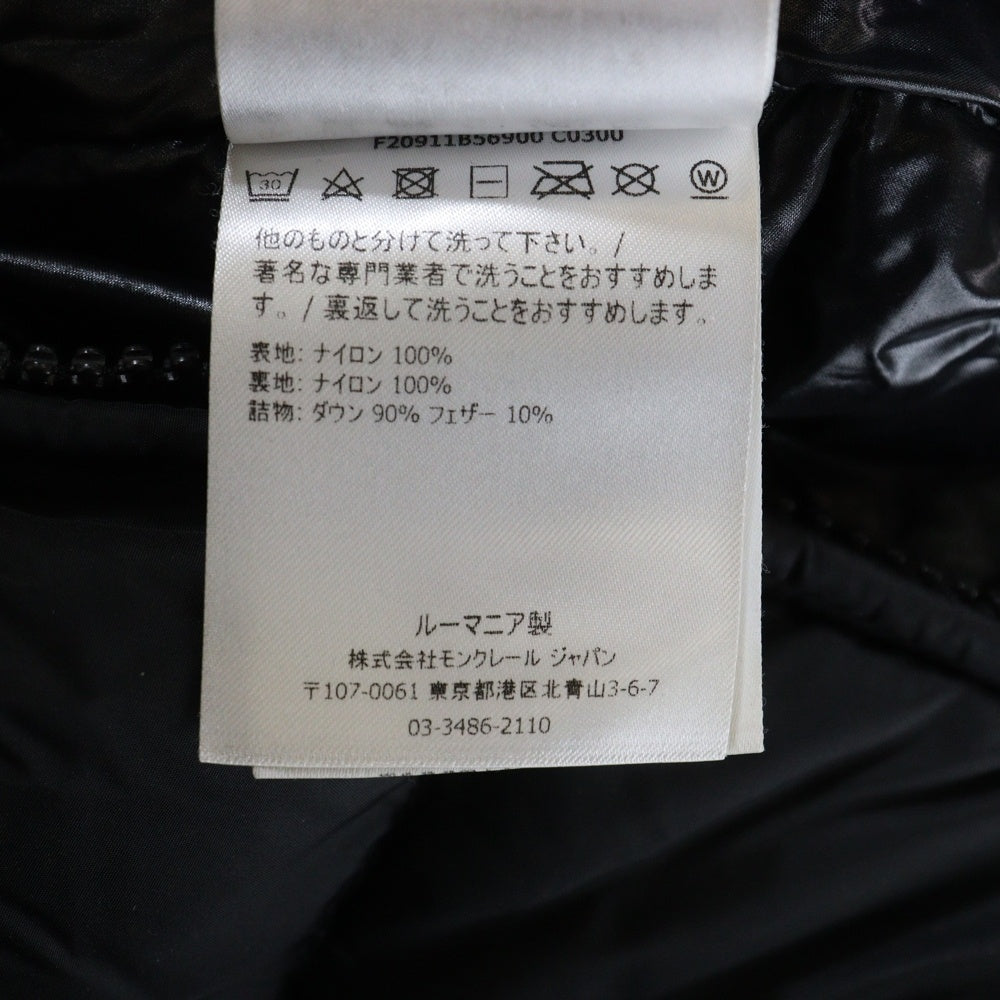 F20911B56900 C0300
30 W
他のものと分けて洗って下さい。/
著名な専門業者で洗うことをおすすめしま
す。/ 裏返して洗うことをおすすめします。
表地: ナイロン 100%
裏地: ナイロン 100%
詰物: ダウン 90% フェザー 10%
ルーマニア製
株式会社モンクレール ジャパン
〒107-0061 東京都港区北青山3-6-7
03-3486-2110